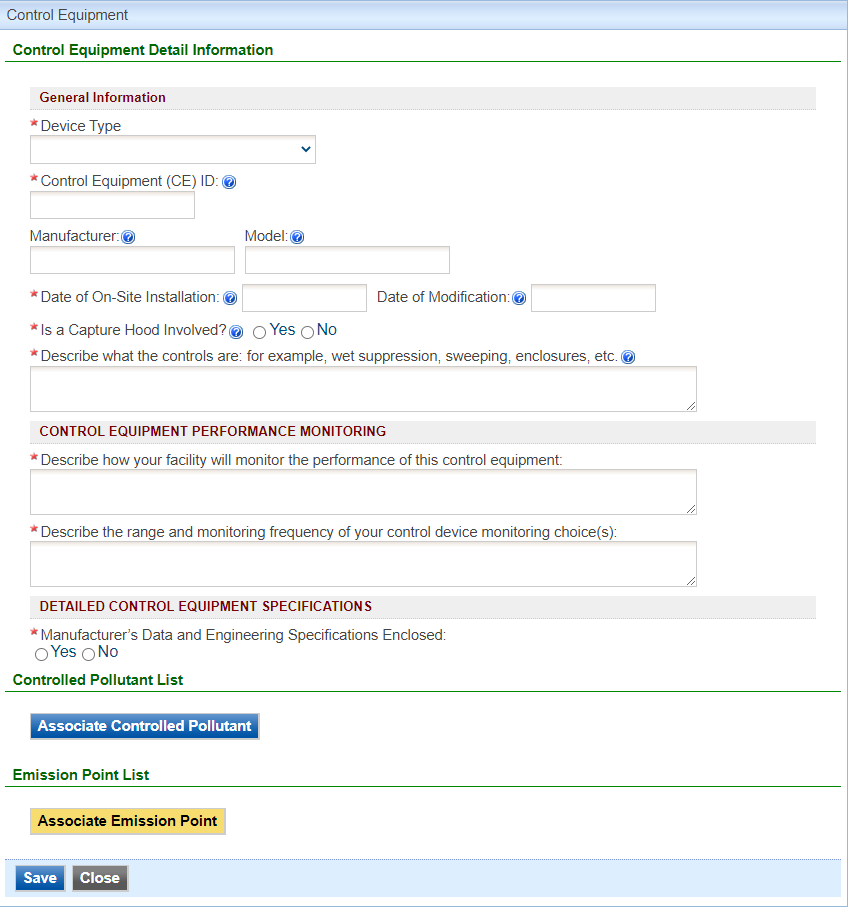 Control Equipment
Control Equipment Detail Information
General Information
* Device Type
* Control Equipment (CE) ID: ?
Manufacturer: ? Model: ?
* Date of On-Site Installation: ? Date of Modification: ?
* Is a Capture Hood Involved? ? Yes No
* Describe what the controls are: for example, wet suppression, sweeping, enclosures, etc. ?
CONTROL EQUIPMENT PERFORMANCE MONITORING
* Describe how your facility will monitor the performance of this control equipment:
* Describe the range and monitoring frequency of your control device monitoring choice(s):
DETAILED CONTROL EQUIPMENT SPECIFICATIONS
* Manufacturer’s Data and Engineering Specifications Enclosed:
Yes No
Controlled Pollutant List
Associate Controlled Pollutant
Emission Point List
Associate Emission Point
Save Close